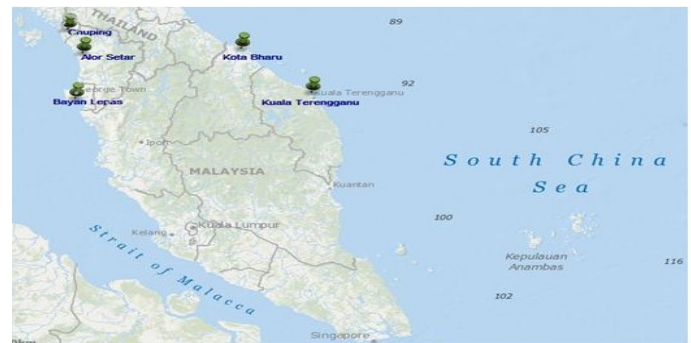 THAILAND
89
Chuping
Alor Setar
Kota Bharu
George Town
Bayan Lepas
92
Kuala Terengganu
Kuala Terengganu
105
Ipoh
South China
Sea
MALAYSIA
Kuantan
100
Kuala Lumpur
Kelang
Strait of Malacca
Kepulauan
Anambas
116
102
Singapore